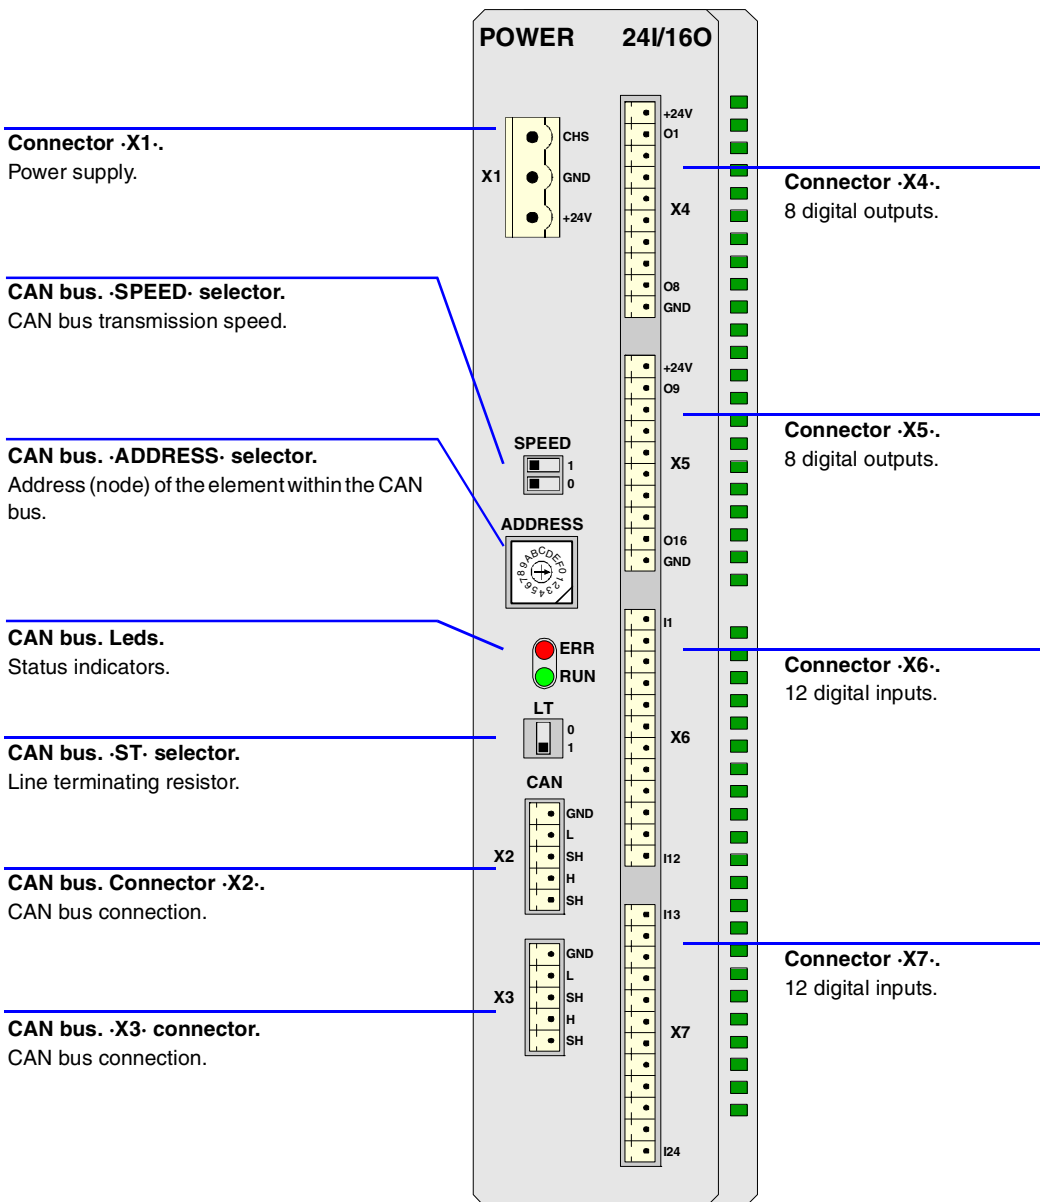 POWER 24I/16O
Connector ·X1·.
Power supply.
CAN bus. ·SPEED· selector.
CAN bus transmission speed.
CAN bus. ·ADDRESS· selector.
Address (node) of the element within the CAN
bus.
CAN bus. Leds.
Status indicators.
CAN bus. ·ST· selector.
Line terminating resistor.
CAN bus. Connector ·X2·.
CAN bus connection.
CAN bus. ·X3· connector.
CAN bus connection.
X1
CHS
GND
+24V
SPEED
1
0
ADDRESS
0123456789ABCDEF
ERR
RUN
LT
0
1
CAN
X2
GND
L
SH
H
SH
X3
GND
L
SH
H
SH
+24V
O1
X4
O8
GND
+24V
O9
X5
O16
GND
I1
X6
I12
I13
X7
I24
Connector ·X4·.
8 digital outputs.
Connector ·X5·.
8 digital outputs.
Connector ·X6·.
12 digital inputs.
Connector ·X7·.
12 digital inputs.